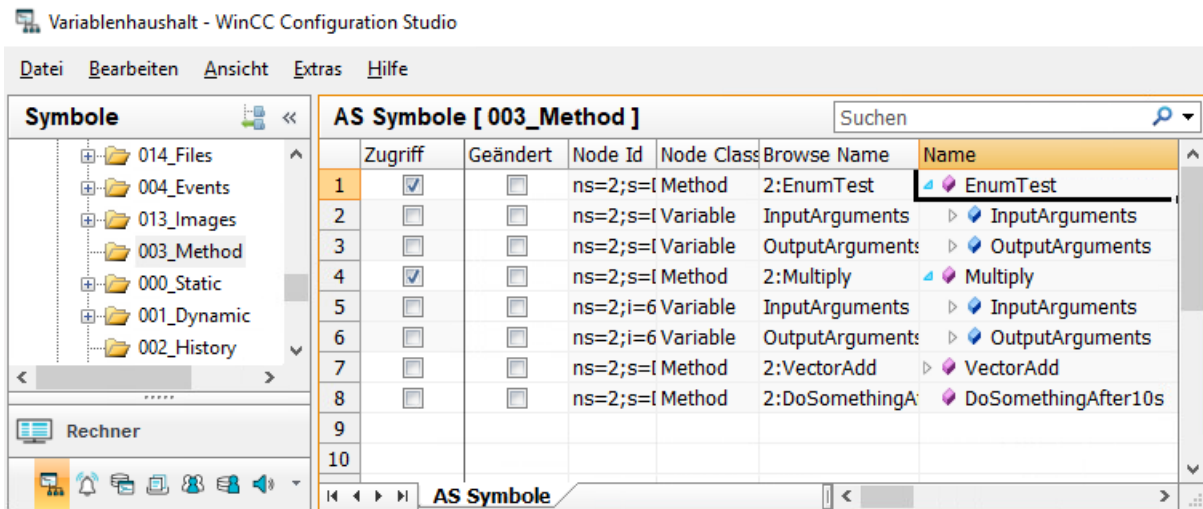 Variablenhaushalt - WinCC Configuration Studio
Datei Bearbeiten Ansicht Extras Hilfe
Symbole «
014_Files
004_Events
013_Images
003_Method
000_Static
001_Dynamic
002_History
Rechner
AS Symbole [ 003_Method ] Suchen
Zugriff Geändert Node Id Node Class Browse Name Name
1 ns=2;s=[ Method 2:EnumTest EnumTest
2 ns=2;s=[ Variable InputArguments InputArguments
3 ns=2;s=[ Variable OutputArguments OutputArguments
4 ns=2;s=[ Method 2:Multiply Multiply
5 ns=2;i=6 Variable InputArguments InputArguments
6 ns=2;i=6 Variable OutputArguments OutputArguments
7 ns=2;s=[ Method 2:VectorAdd VectorAdd
8 ns=2;s=[ Method 2:DoSomethingA DoSomethingAfter10s
9
10
AS Symbole